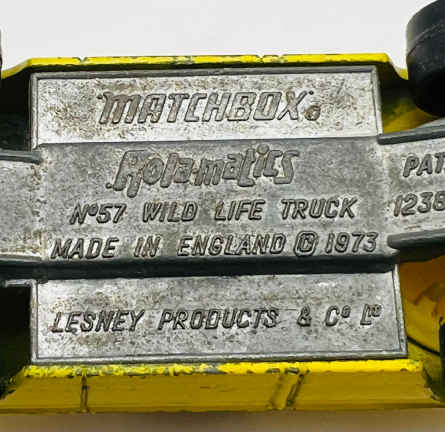 MATCHBOX®
Rola-matics
Nº57 WILD LIFE TRUCK
MADE IN ENGLAND © 1973
LESNEY PRODUCTS & Cº Lᵀᴰ
PAT
1238